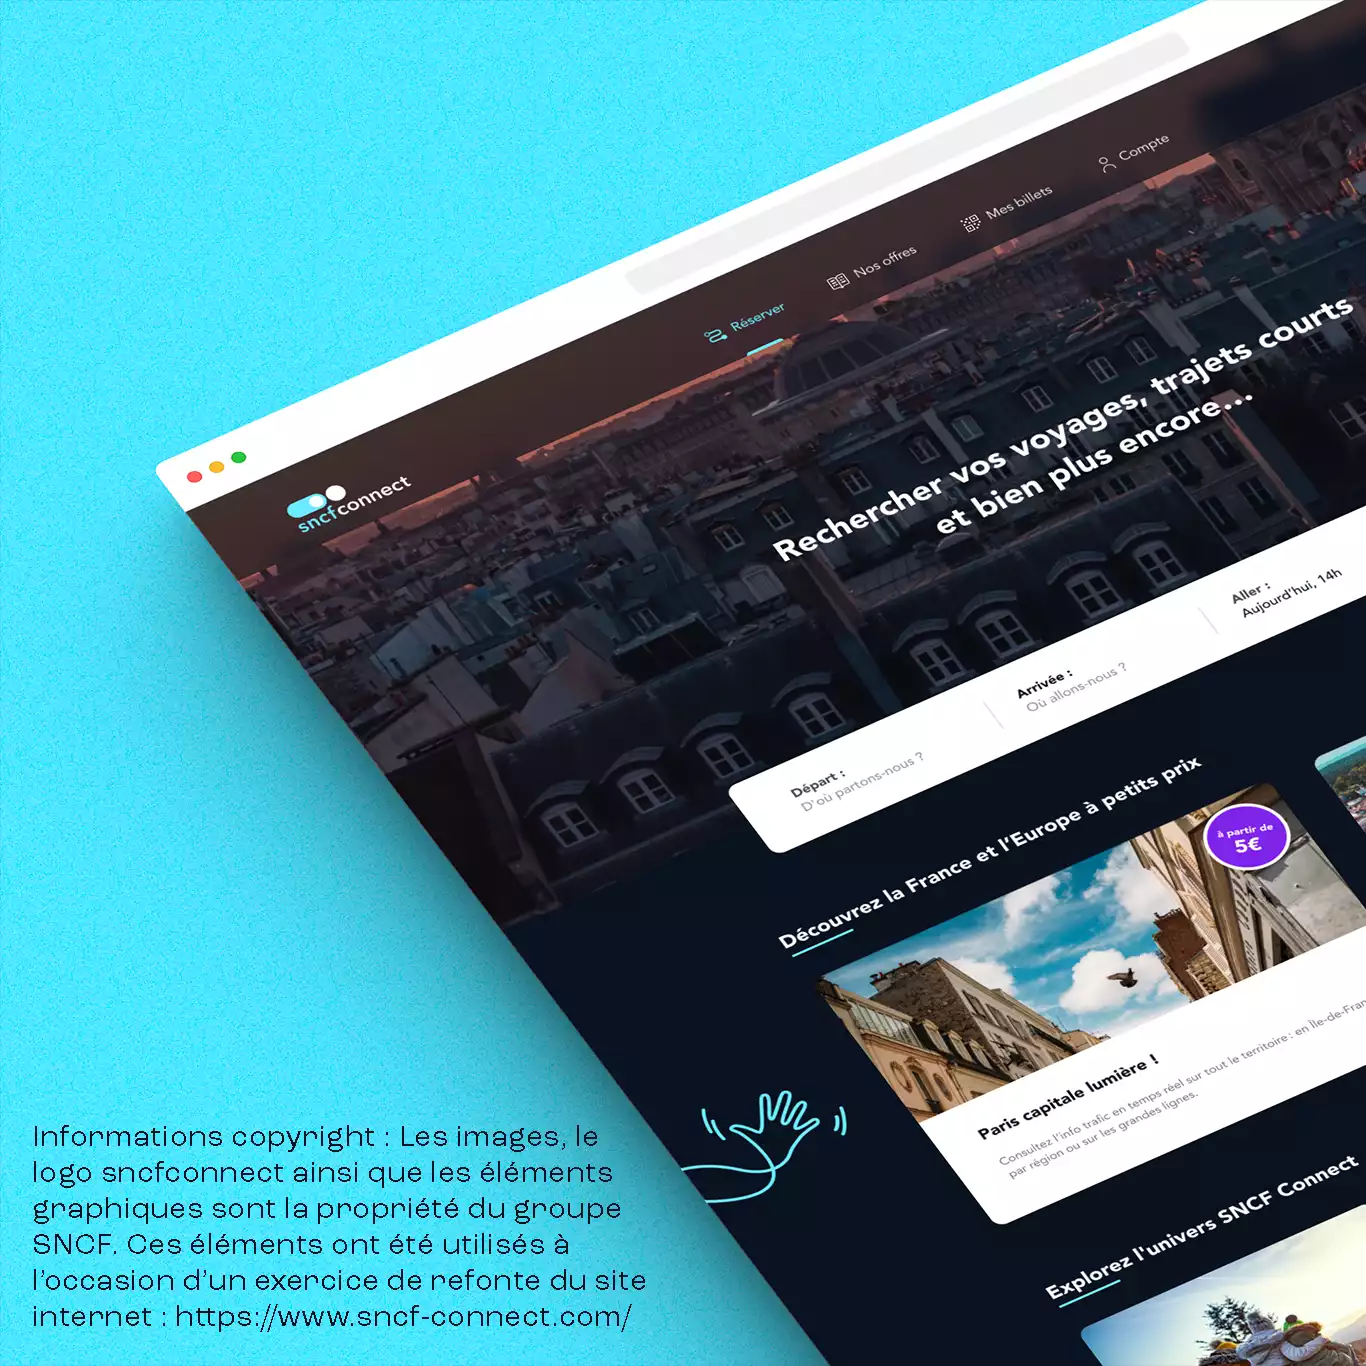 Compte
Mes billets
Nos offres
Réserver
sncfconnect
Rechercher vos voyages, trajets courts
et bien plus encore...
Départ :
D'où partons-nous ?
Arrivée :
Où allons-nous ?
Aller :
Aujourd'hui, 14h
Découvrez la France et l'Europe à petits prix
à partir de
5€
Paris capitale lumière !
Consultez l'info trafic en temps réel sur tout le territoire : en Île-de-Fran
par région ou sur les grandes lignes.
Explorez l'univers SNCF Connect
Informations copyright : Les images, le
logo sncfconnect ainsi que les éléments
graphiques sont la propriété du groupe
SNCF. Ces éléments ont été utilisés à
l'occasion d'un exercice de refonte du site
internet : https://www.sncf-connect.com/